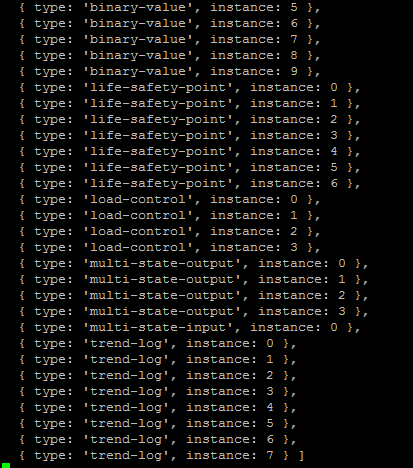 { type: 'binary-value', instance: 5 },
{ type: 'binary-value', instance: 6 },
{ type: 'binary-value', instance: 7 },
{ type: 'binary-value', instance: 8 },
{ type: 'binary-value', instance: 9 },
{ type: 'life-safety-point', instance: 0 },
{ type: 'life-safety-point', instance: 1 },
{ type: 'life-safety-point', instance: 2 },
{ type: 'life-safety-point', instance: 3 },
{ type: 'life-safety-point', instance: 4 },
{ type: 'life-safety-point', instance: 5 },
{ type: 'life-safety-point', instance: 6 },
{ type: 'load-control', instance: 0 },
{ type: 'load-control', instance: 1 },
{ type: 'load-control', instance: 2 },
{ type: 'load-control', instance: 3 },
{ type: 'multi-state-output', instance: 0 },
{ type: 'multi-state-output', instance: 1 },
{ type: 'multi-state-output', instance: 2 },
{ type: 'multi-state-output', instance: 3 },
{ type: 'multi-state-input', instance: 0 },
{ type: 'trend-log', instance: 0 },
{ type: 'trend-log', instance: 1 },
{ type: 'trend-log', instance: 2 },
{ type: 'trend-log', instance: 3 },
{ type: 'trend-log', instance: 4 },
{ type: 'trend-log', instance: 5 },
{ type: 'trend-log', instance: 6 },
{ type: 'trend-log', instance: 7 } ]